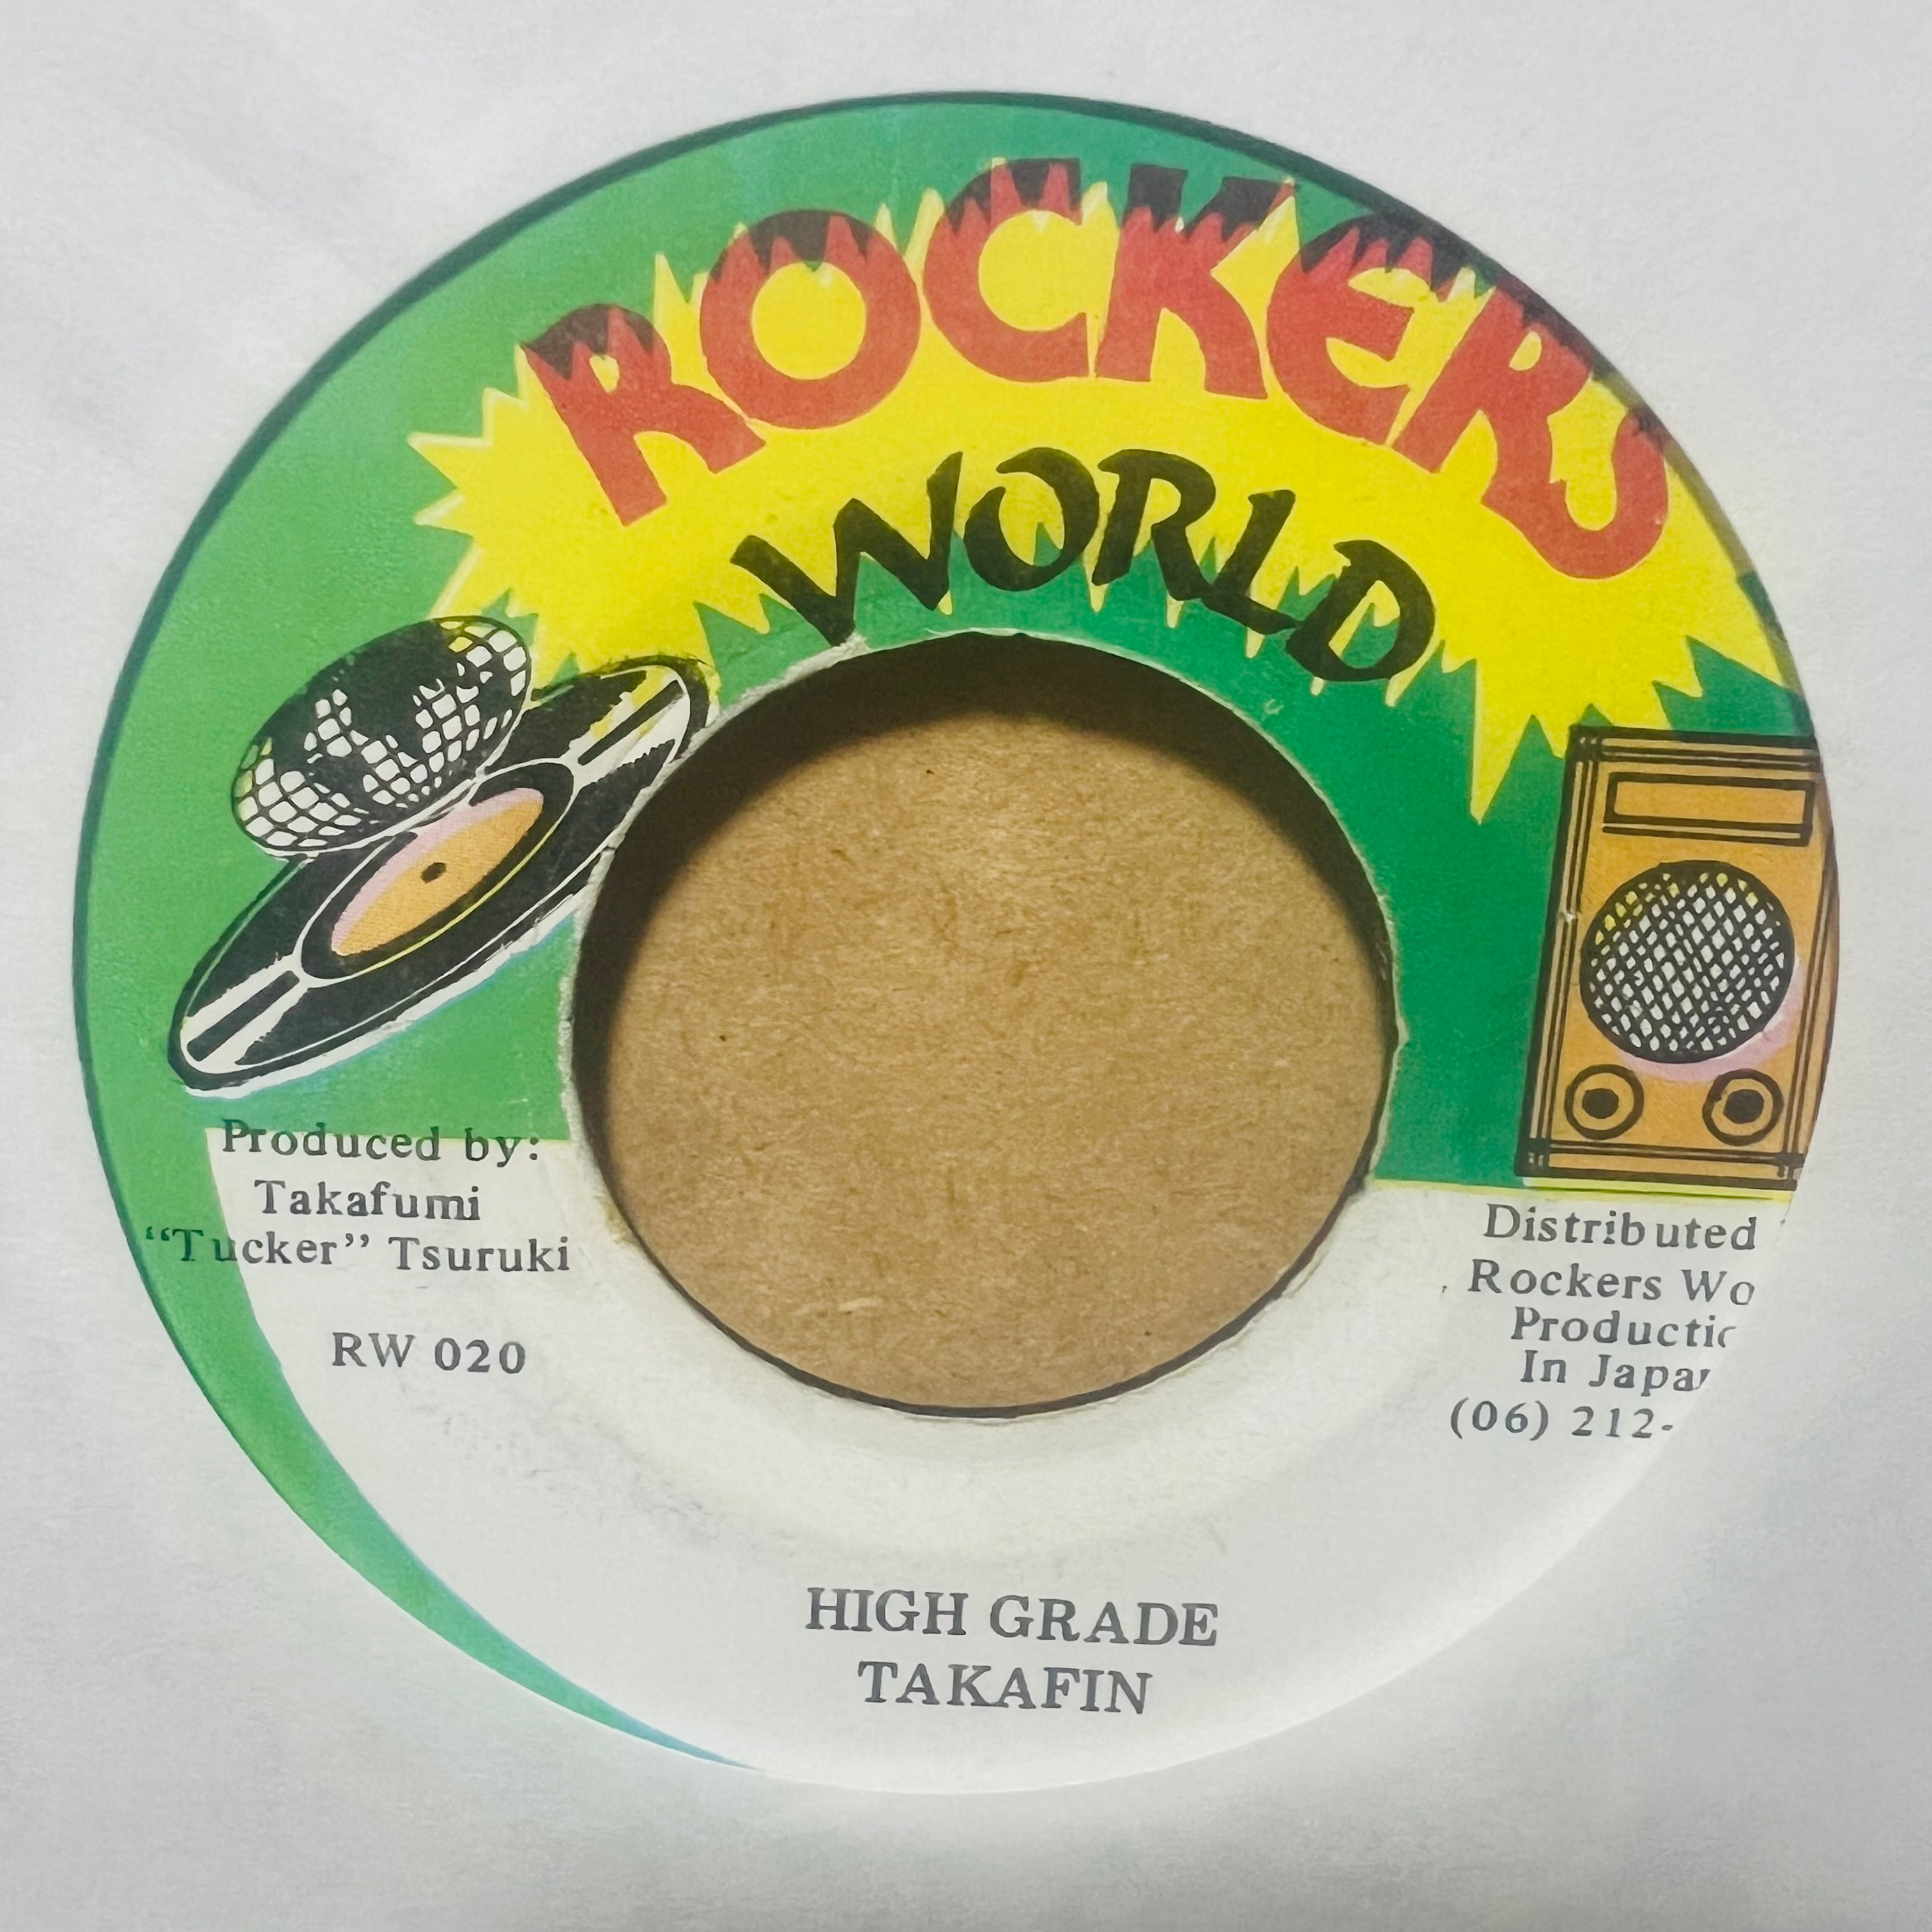 ROCKERS
WORLD
Produced by:
Takafumi
"Tucker" Tsuruki
RW 020
Distributed
Rockers Wo
Productic
In Japa
(06) 212-
HIGH GRADE
TAKAFIN